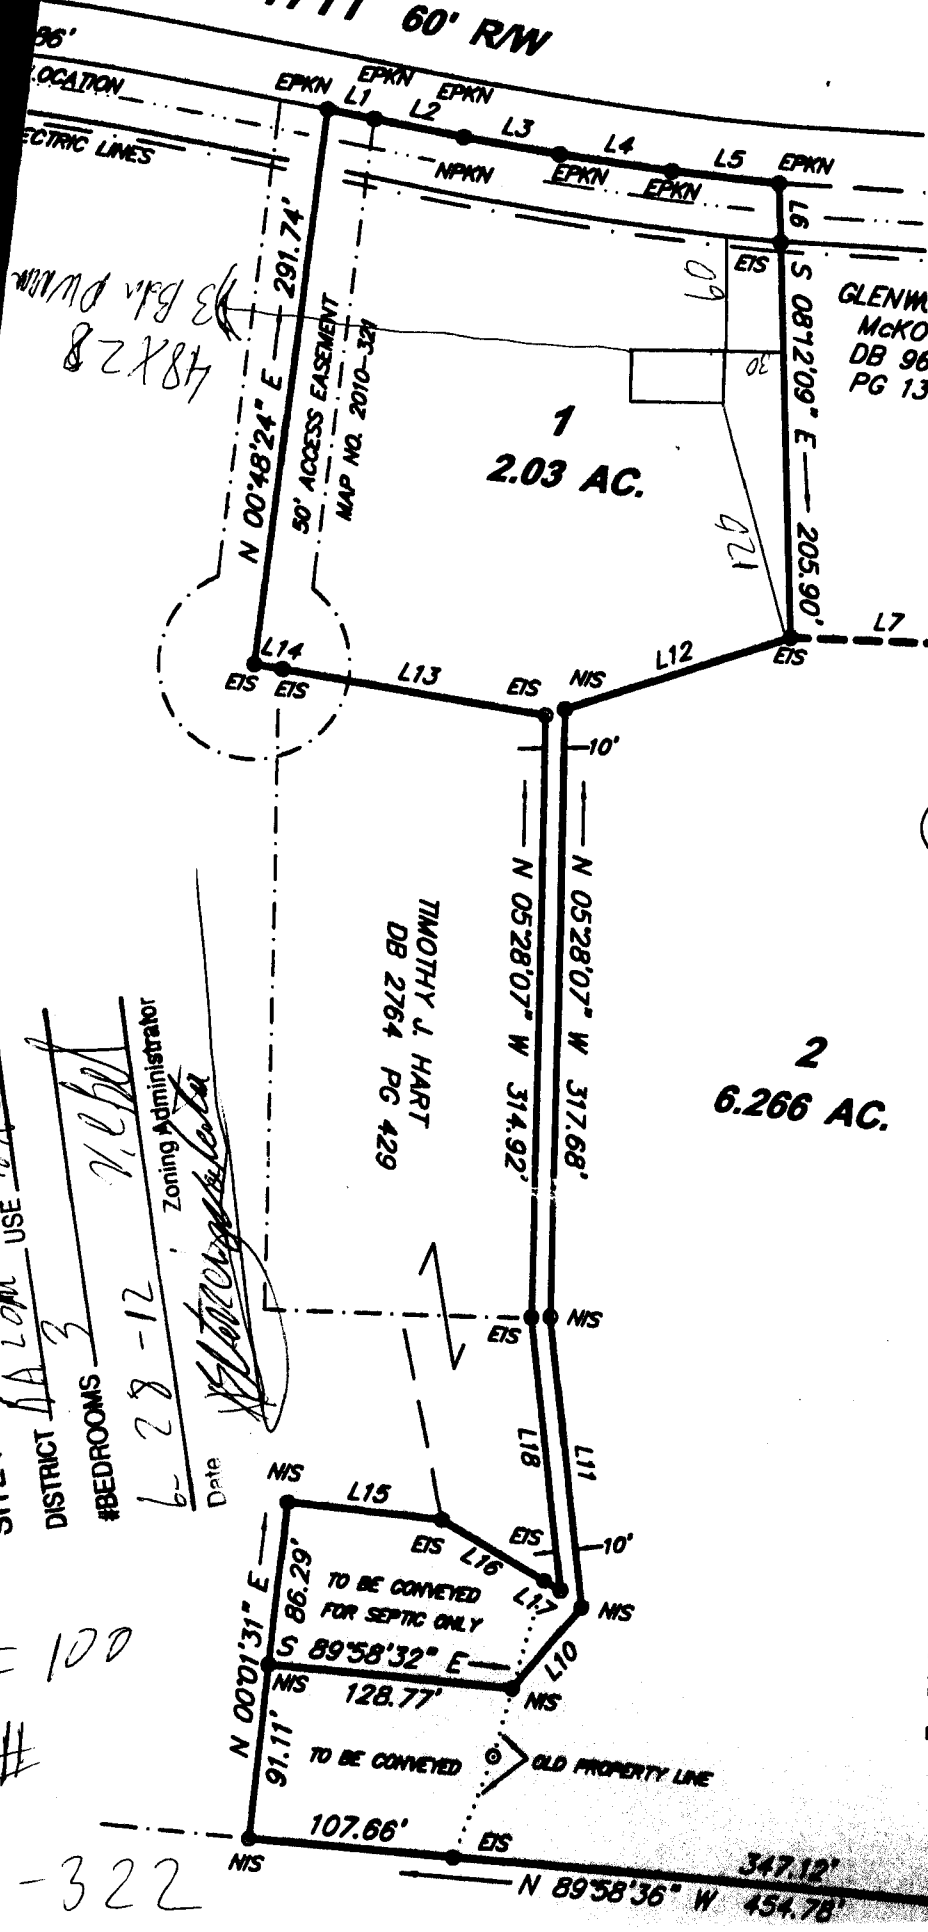 60' R/W
86'
LOCATION
ECTRIC LINES
EPKN
L1
EPKN
L2
EPKN
L3
L4
L5
EPKN
NPKN
EPKN
EPKN
L6
EIS
S 08°12'09" E
205.90'
GLENW
McKO
DB 96
PG 13
N 00°48'24" E
291.74'
50' ACCESS EASEMENT
MAP NO. 2010-321
48X28
60
30
1
2.03 AC.
L7
EIS
L12
NIS
EIS
L13
L14
EIS
EIS
10'
N 05°28'07" W 317.68'
N 05°28'07" W 314.92'
TIMOTHY J. HART
DB 2764 PG 429
2
6.266 AC.
USE
DISTRICT
#BEDROOMS 3
Zoning Administrator
6-28-12
Date
EIS
NIS
L18
L11
NIS
L15
EIS
L16
EIS
L17
10'
NIS
L10
TO BE CONVEYED
FOR SEPTIC ONLY
N 00°01'31" E
86.29'
S 89°58'32" E
NIS
128.77'
NIS
91.11'
TO BE CONVEYED
OLD PROPERTY LINE
107.66'
EIS
NIS
347.12'
N 89°58'36" W 454.78'
= 100
#
-322